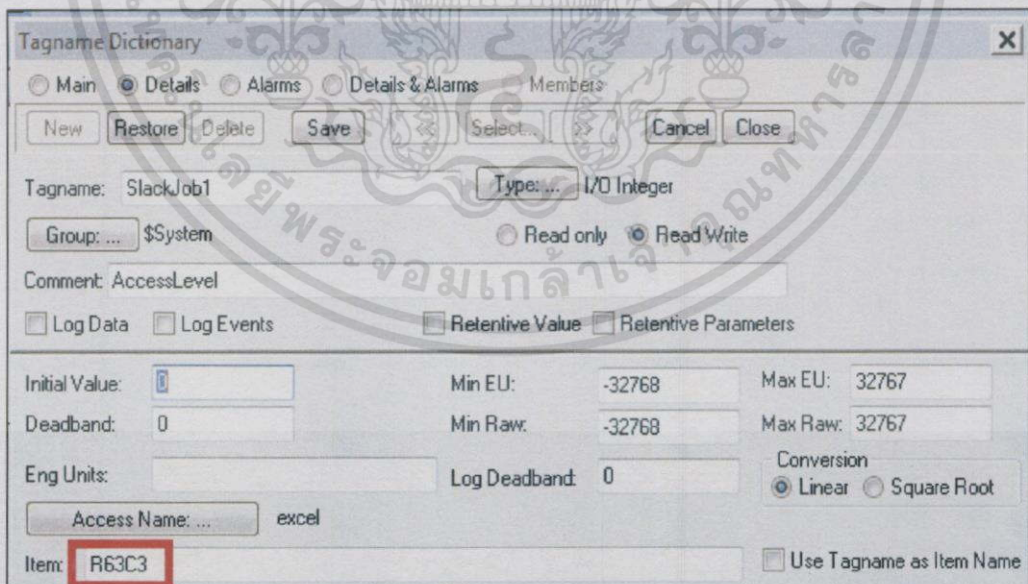 Tagname Dictionary
Main Details Alarms Details & Alarms Members
New Restore Delete Save << Select... >> Cancel Close
Tagname: SlackJob1 Type: ... I/O Integer
Group: ... $System Read only Read Write
Comment: AccessLevel
Log Data Log Events Retentive Value Retentive Parameters
Initial Value: 0 Min EU: -32768 Max EU: 32767
Deadband: 0 Min Raw: -32768 Max Raw: 32767
Eng Units: Log Deadband: 0 Conversion
Linear Square Root
Access Name: ... excel
Item: R63C3 Use Tagname as Item Name